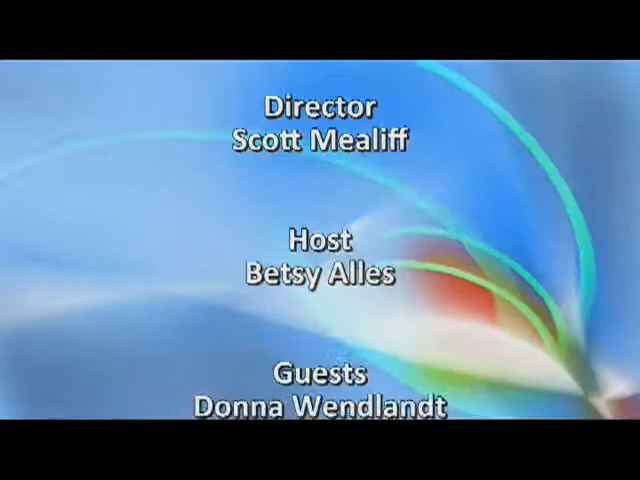 Director
Scott Mealiff
Host
Betsy Alles
Guests
Donna Wendlandt